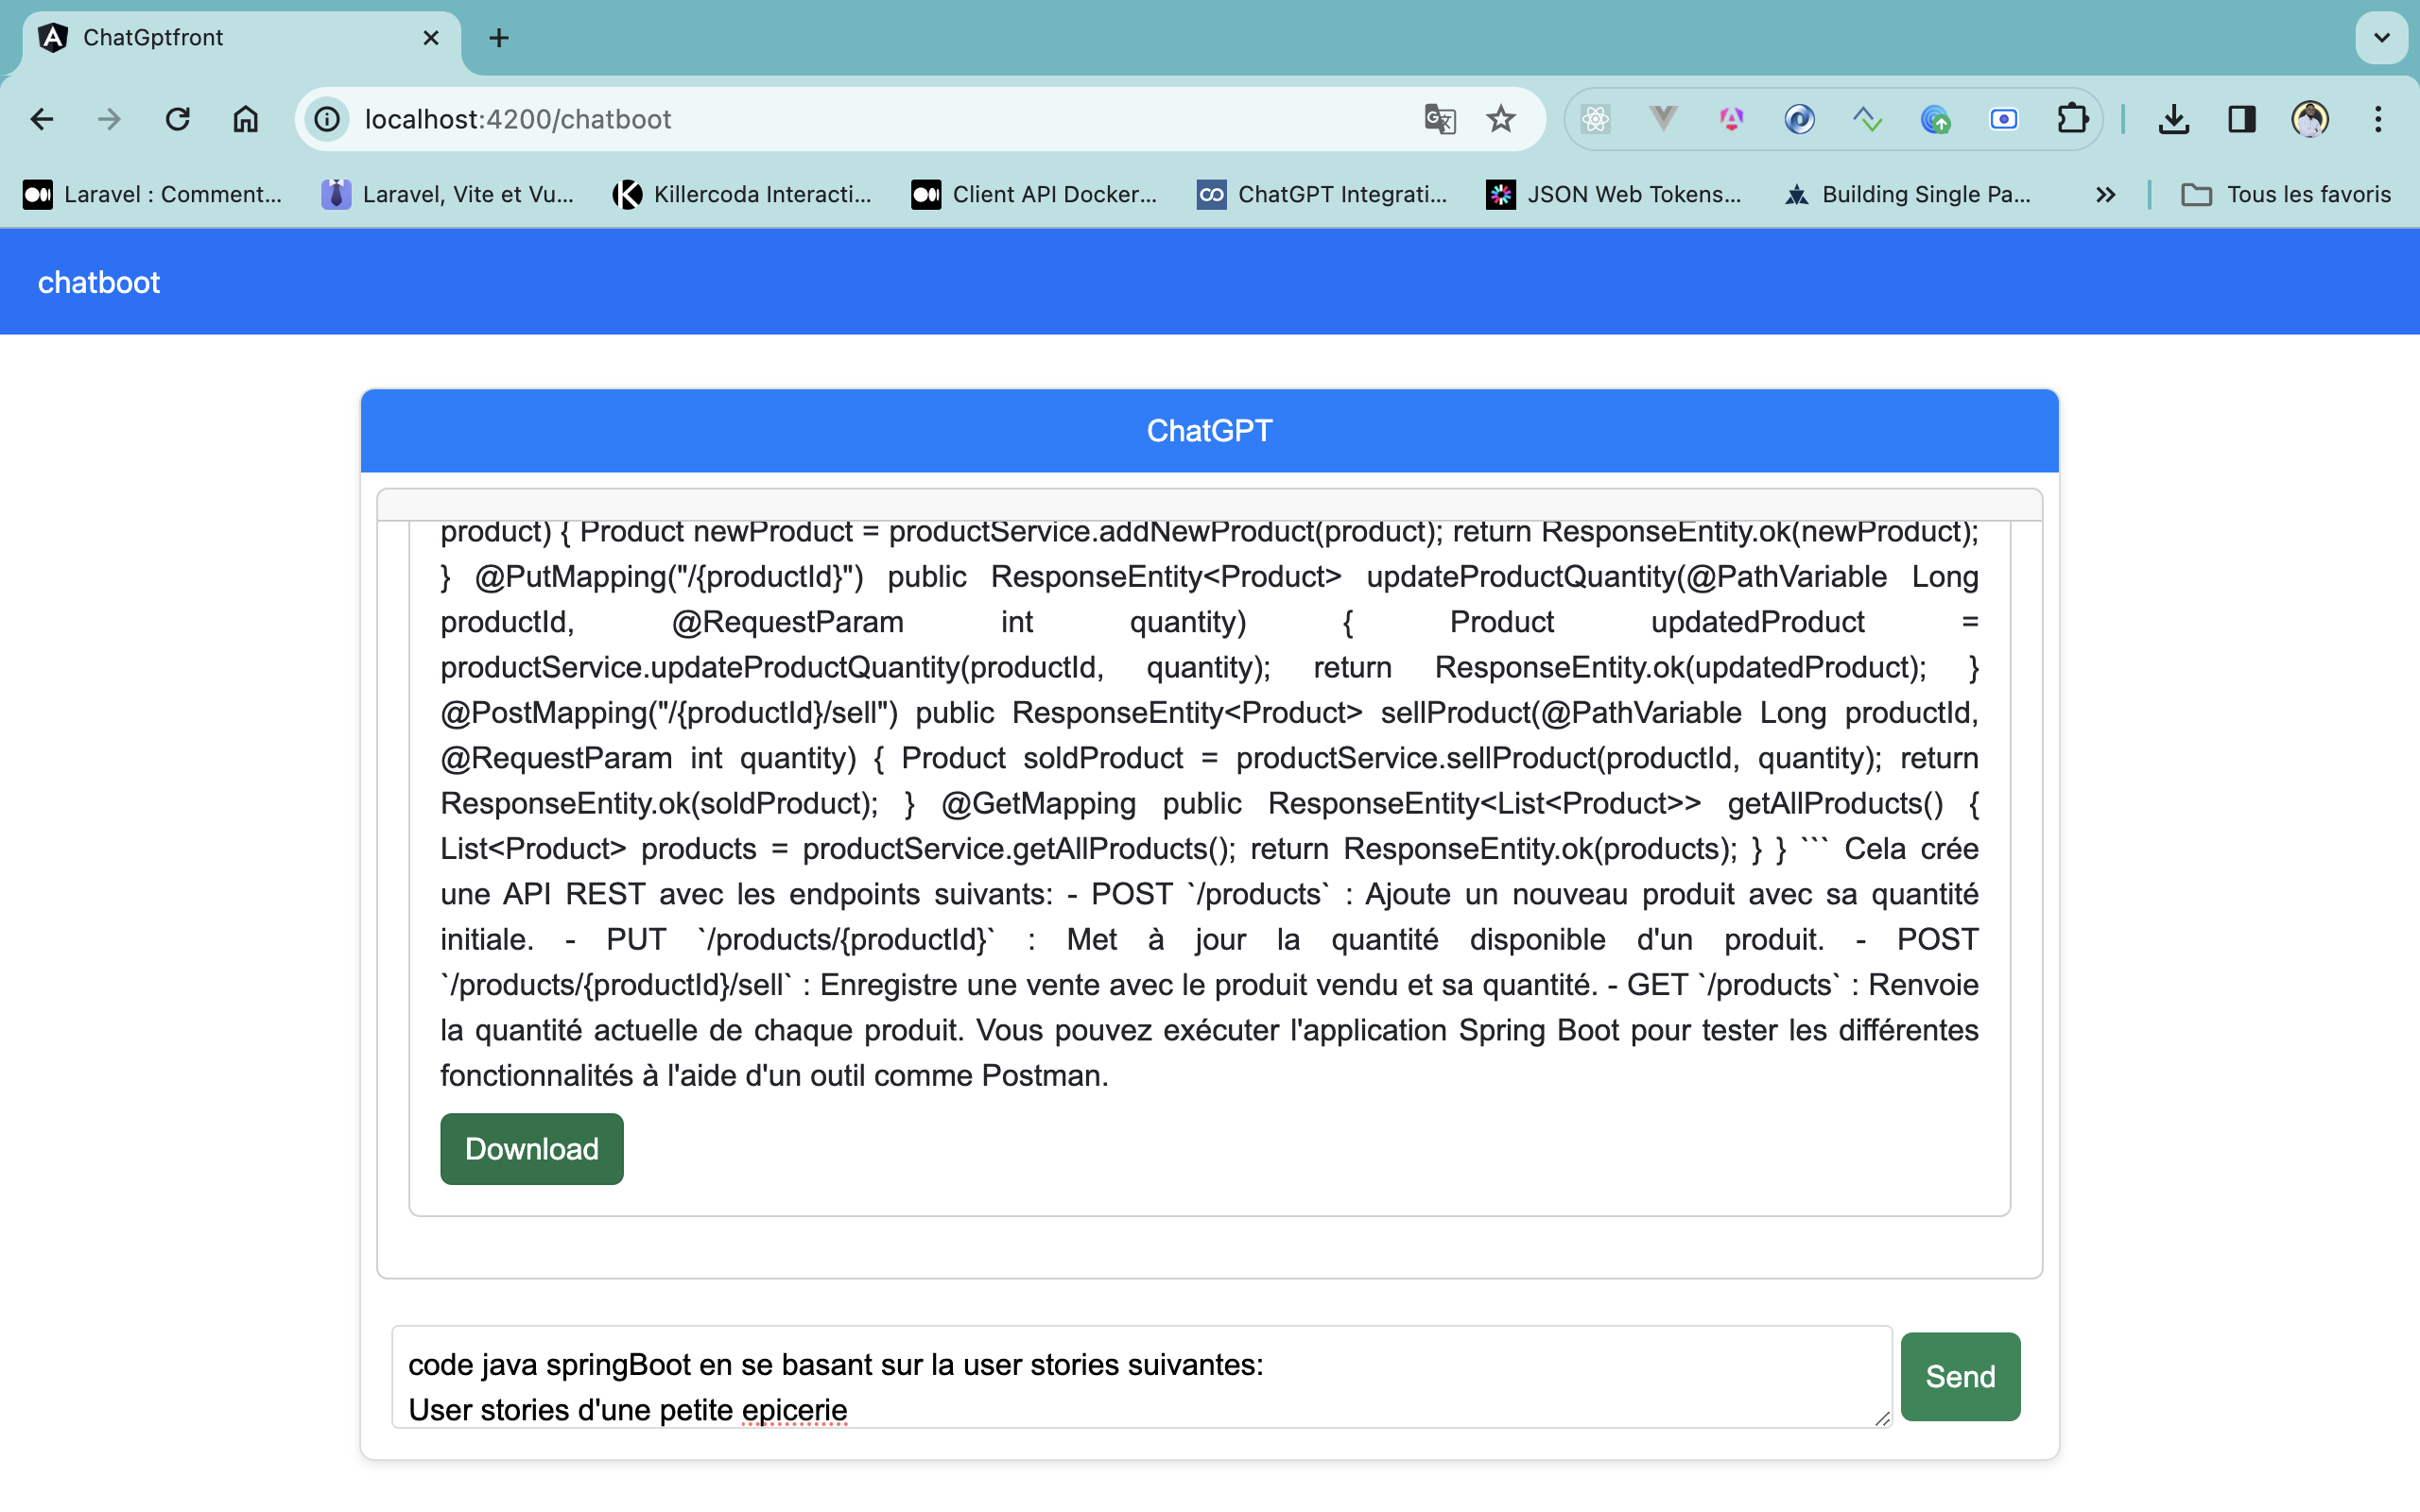 ChatGptfront
localhost:4200/chatboot
Laravel : Comment...
Laravel, Vite et Vu...
Killercoda Interacti...
Client API Docker...
ChatGPT Integrati...
JSON Web Tokens...
Building Single Pa...
Tous les favoris
chatboot
ChatGPT
product) { Product newProduct = productService.addNewProduct(product); return ResponseEntity.ok(newProduct);
} @PutMapping("/{productId}") public ResponseEntity<Product> updateProductQuantity(@PathVariable Long
productId, @RequestParam int quantity) { Product updatedProduct =
productService.updateProductQuantity(productId, quantity); return ResponseEntity.ok(updatedProduct); }
@PostMapping("/{productId}/sell") public ResponseEntity<Product> sellProduct(@PathVariable Long productId,
@RequestParam int quantity) { Product soldProduct = productService.sellProduct(productId, quantity); return
ResponseEntity.ok(soldProduct); } @GetMapping public ResponseEntity<List<Product>> getAllProducts() {
List<Product> products = productService.getAllProducts(); return ResponseEntity.ok(products); } } ``` Cela crée
une API REST avec les endpoints suivants: - POST `/products` : Ajoute un nouveau produit avec sa quantité
initiale. - PUT `/products/{productId}` : Met à jour la quantité disponible d'un produit. - POST
`/products/{productId}/sell` : Enregistre une vente avec le produit vendu et sa quantité. - GET `/products` : Renvoie
la quantité actuelle de chaque produit. Vous pouvez exécuter l'application Spring Boot pour tester les différentes
fonctionnalités à l'aide d'un outil comme Postman.
Download
code java springBoot en se basant sur la user stories suivantes:
User stories d'une petite epicerie
Send